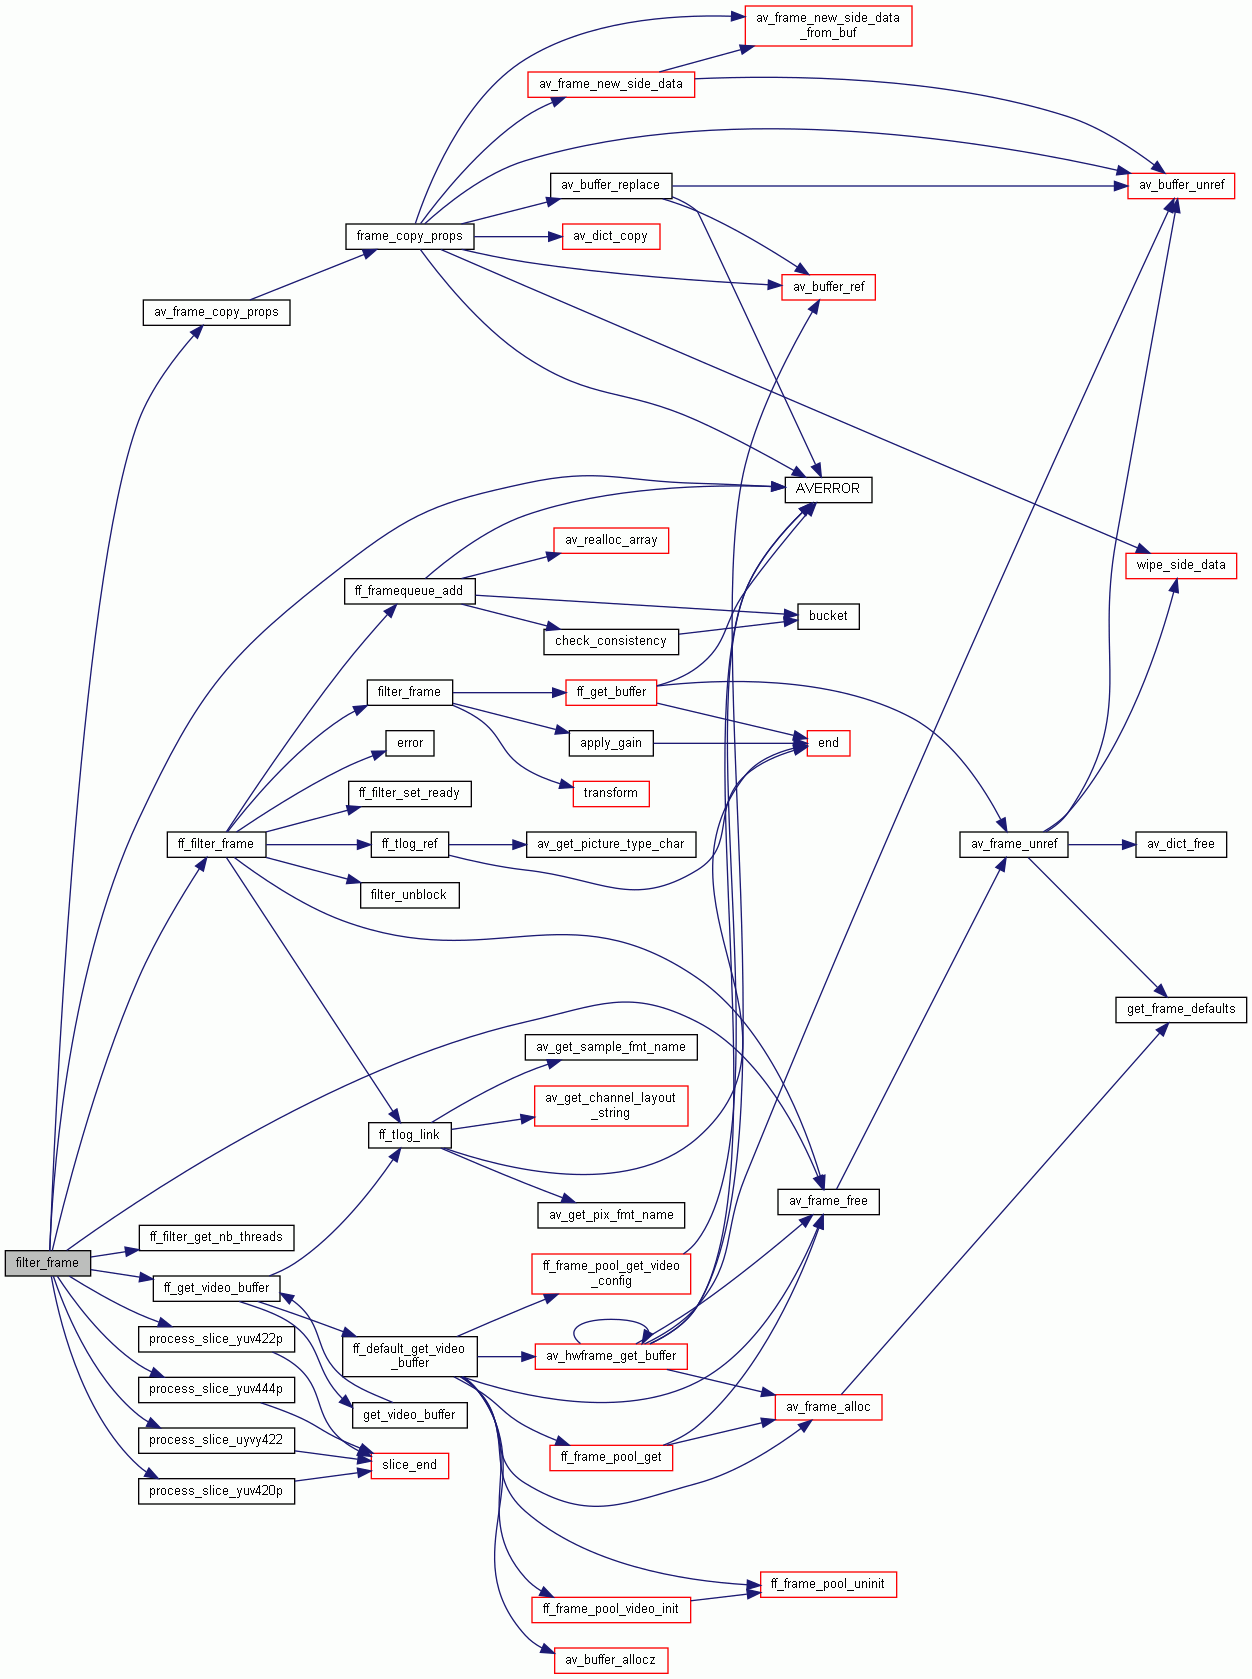 av_frame_new_side_data
_from_buf
av_frame_new_side_data
av_buffer_replace
av_buffer_unref
frame_copy_props
av_dict_copy
av_buffer_ref
av_frame_copy_props
AVERROR
av_realloc_array
wipe_side_data
ff_framequeue_add
bucket
check_consistency
filter_frame
ff_get_buffer
error
apply_gain
end
ff_filter_set_ready
transform
ff_filter_frame
ff_tlog_ref
av_get_picture_type_char
av_frame_unref
av_dict_free
filter_unblock
get_frame_defaults
av_get_sample_fmt_name
av_get_channel_layout
_string
ff_tlog_link
av_frame_free
av_get_pix_fmt_name
ff_filter_get_nb_threads
filter_frame
ff_frame_pool_get_video
_config
ff_get_video_buffer
process_slice_yuv422p
ff_default_get_video
_buffer
av_hwframe_get_buffer
process_slice_yuv444p
get_video_buffer
av_frame_alloc
process_slice_uyvy422
slice_end
ff_frame_pool_get
process_slice_yuv420p
ff_frame_pool_uninit
ff_frame_pool_video_init
av_buffer_allocz